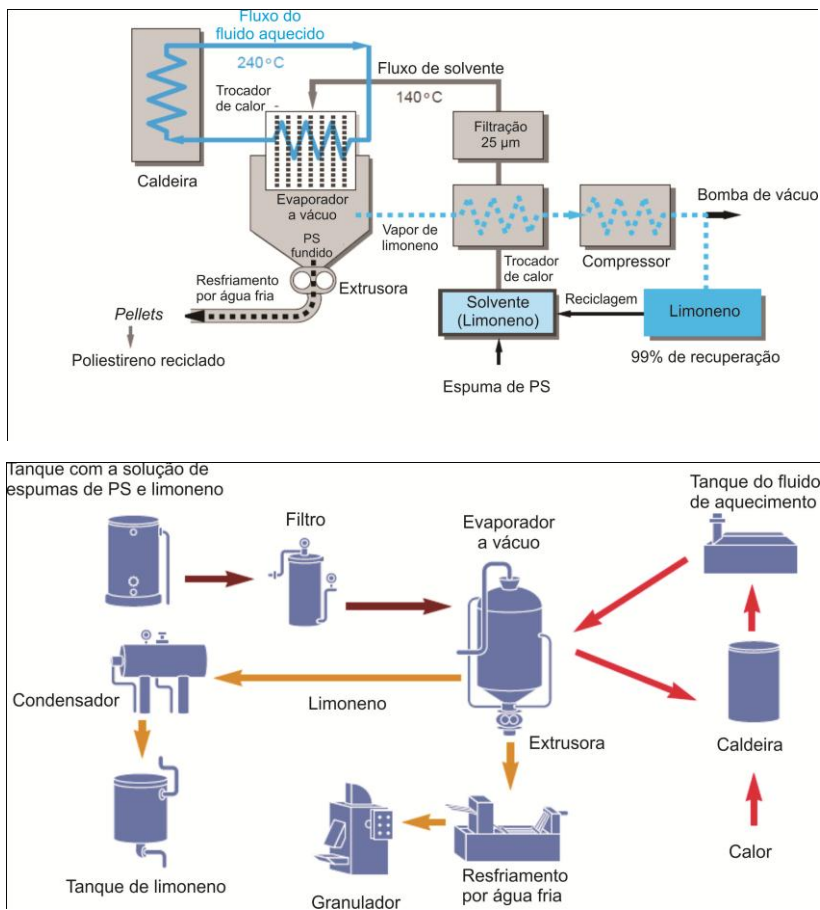 Fluxo do
fluido aquecido
240°C
Fluxo de solvente
140°C
Trocador
de calor
Filtração
25 µm
Caldeira
Evaporador
a vácuo
Bomba de vácuo
Vapor de
limoneno
PS
fundido
Trocador
de calor
Compressor
Resfriamento
por água fria
Extrusora
Solvente
(Limoneno)
Reciclagem
Limoneno
Pellets
Poliestireno reciclado
99% de recuperação
Espuma de PS
Tanque com a solução de
espumas de PS e limoneno
Filtro
Evaporador
a vácuo
Tanque do fluido
de aquecimento
Condensador
Limoneno
Extrusora
Caldeira
Tanque de limoneno
Granulador
Resfriamento
por água fria
Calor